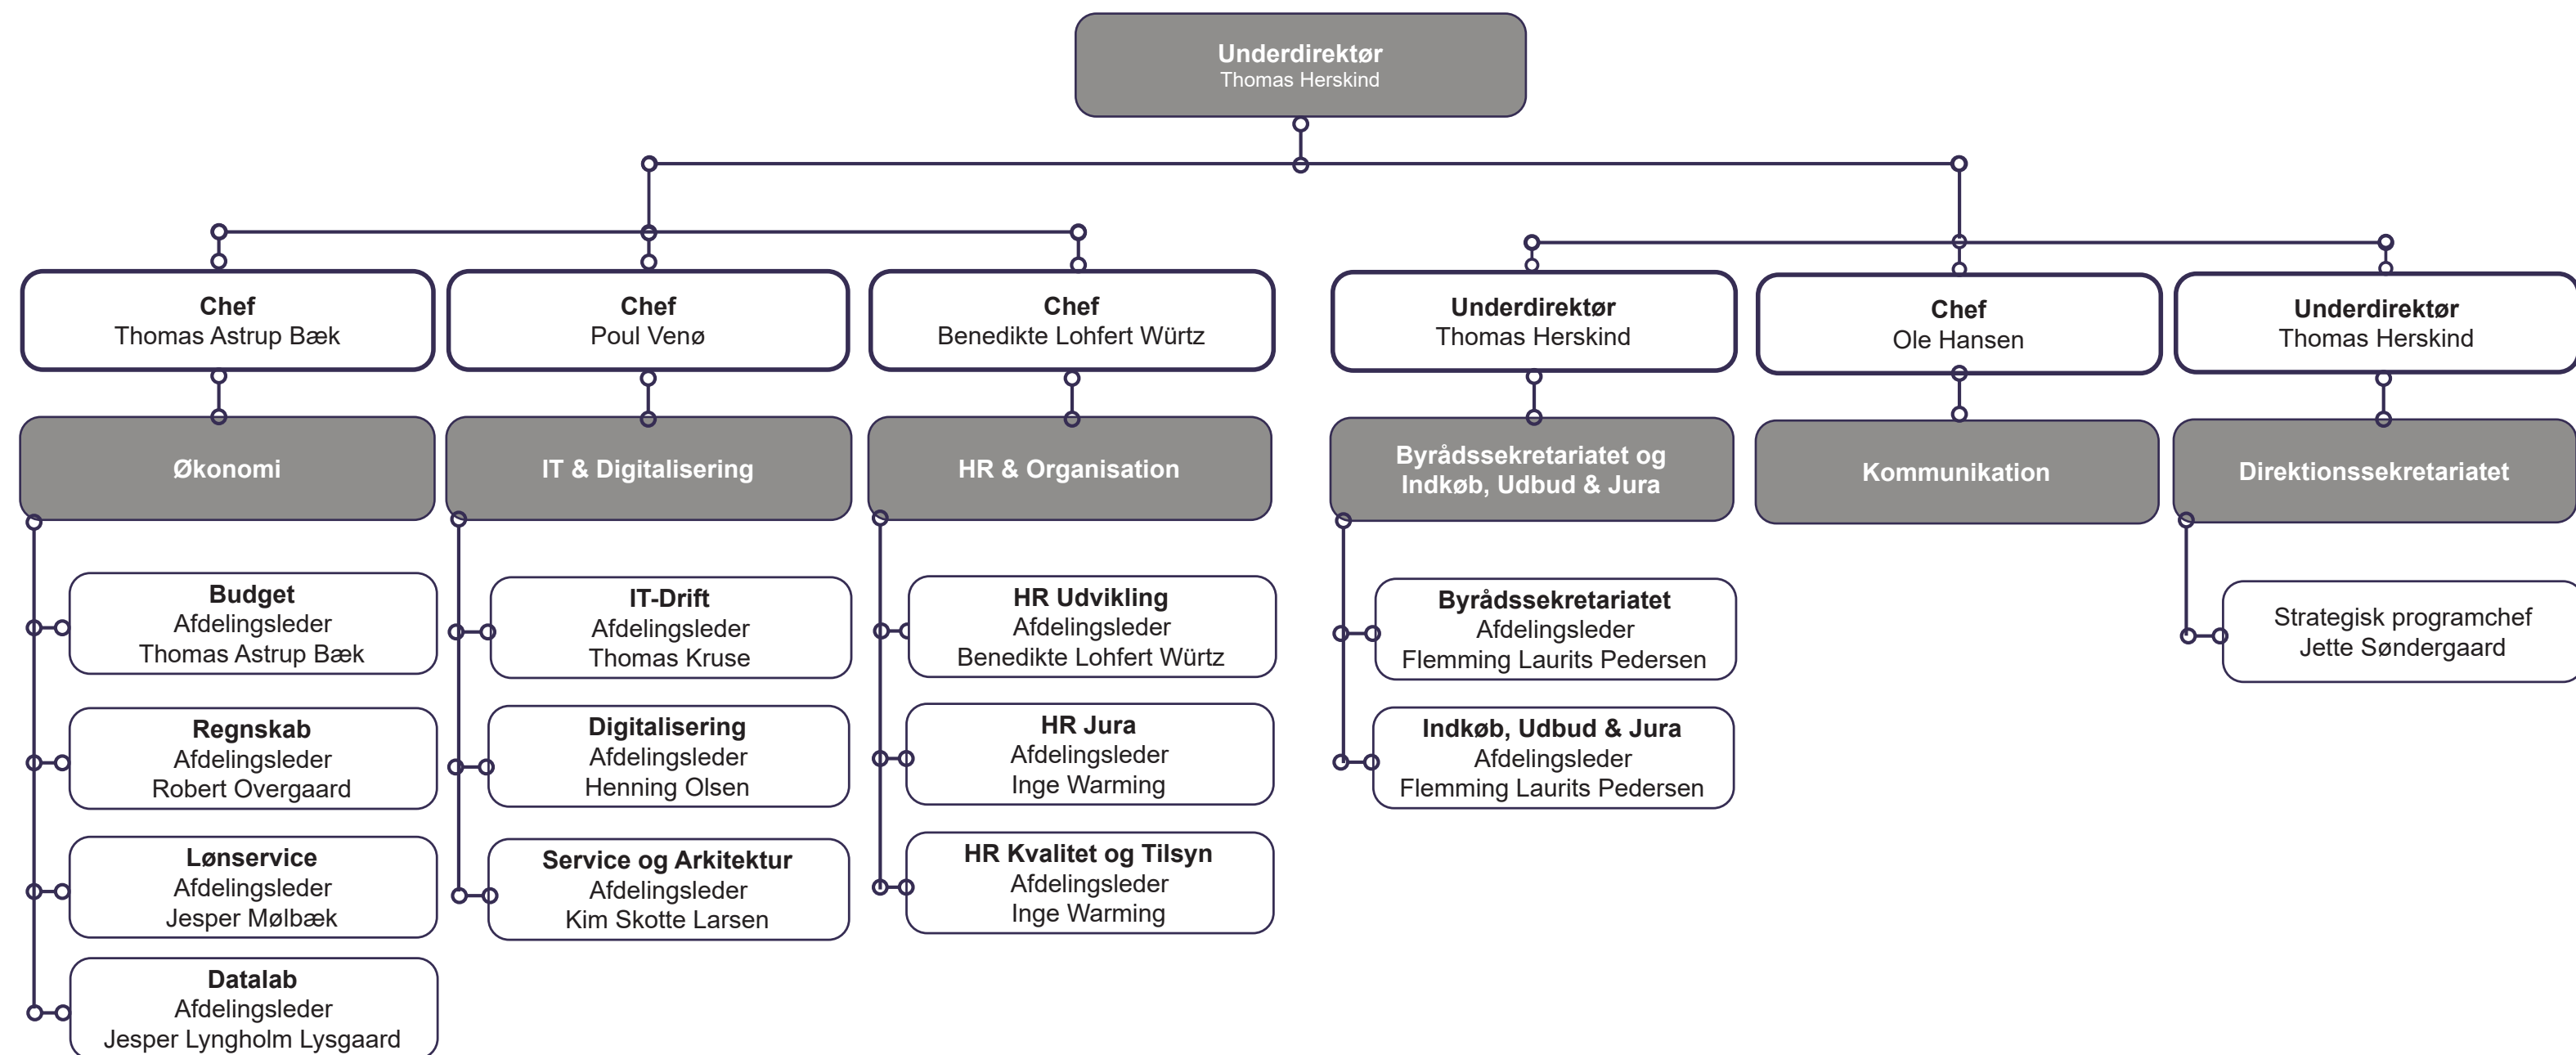 Underdirektør
Thomas Herskind
Chef
Thomas Astrup Bæk
Chef
Poul Venø
Chef
Benedikte Lohfert Würtz
Underdirektør
Thomas Herskind
Chef
Ole Hansen
Underdirektør
Thomas Herskind
Økonomi
IT & Digitalisering
HR & Organisation
Byrådssekretariatet og
Indkøb, Udbud & Jura
Kommunikation
Direktionssekretariatet
Budget
Afdelingsleder
Thomas Astrup Bæk
Regnskab
Afdelingsleder
Robert Overgaard
Lønservice
Afdelingsleder
Jesper Mølbæk
Datalab
Afdelingsleder
Jesper Lyngholm Lysgaard
IT-Drift
Afdelingsleder
Thomas Kruse
Digitalisering
Afdelingsleder
Henning Olsen
Service og Arkitektur
Afdelingsleder
Kim Skotte Larsen
HR Udvikling
Afdelingsleder
Benedikte Lohfert Würtz
HR Jura
Afdelingsleder
Inge Warming
HR Kvalitet og Tilsyn
Afdelingsleder
Inge Warming
Byrådssekretariatet
Afdelingsleder
Flemming Laurits Pedersen
Indkøb, Udbud & Jura
Afdelingsleder
Flemming Laurits Pedersen
Strategisk programchef
Jette Søndergaard